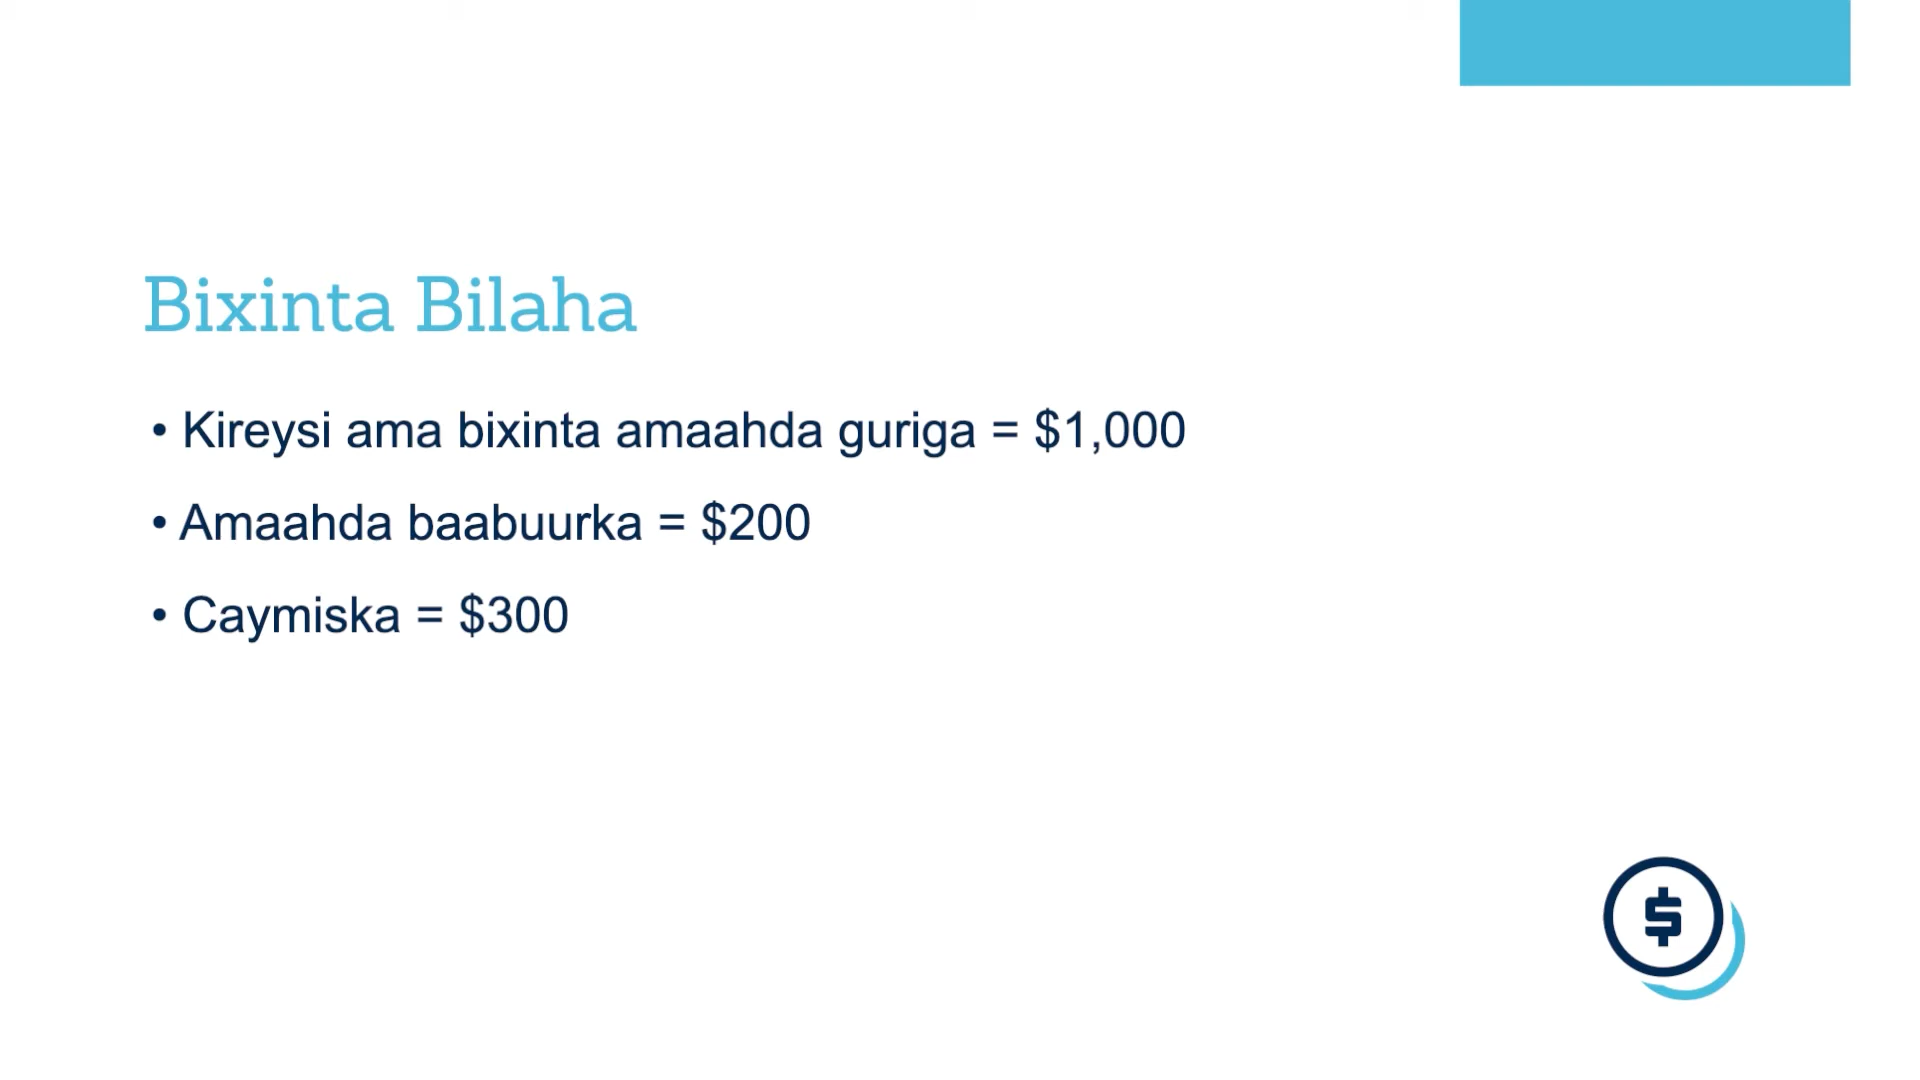 Bixinta Bilaha
• Kireysi ama bixinta amaahda guriga = $1,000
• Amaahda baabuurka = $200
• Caymiska = $300
$